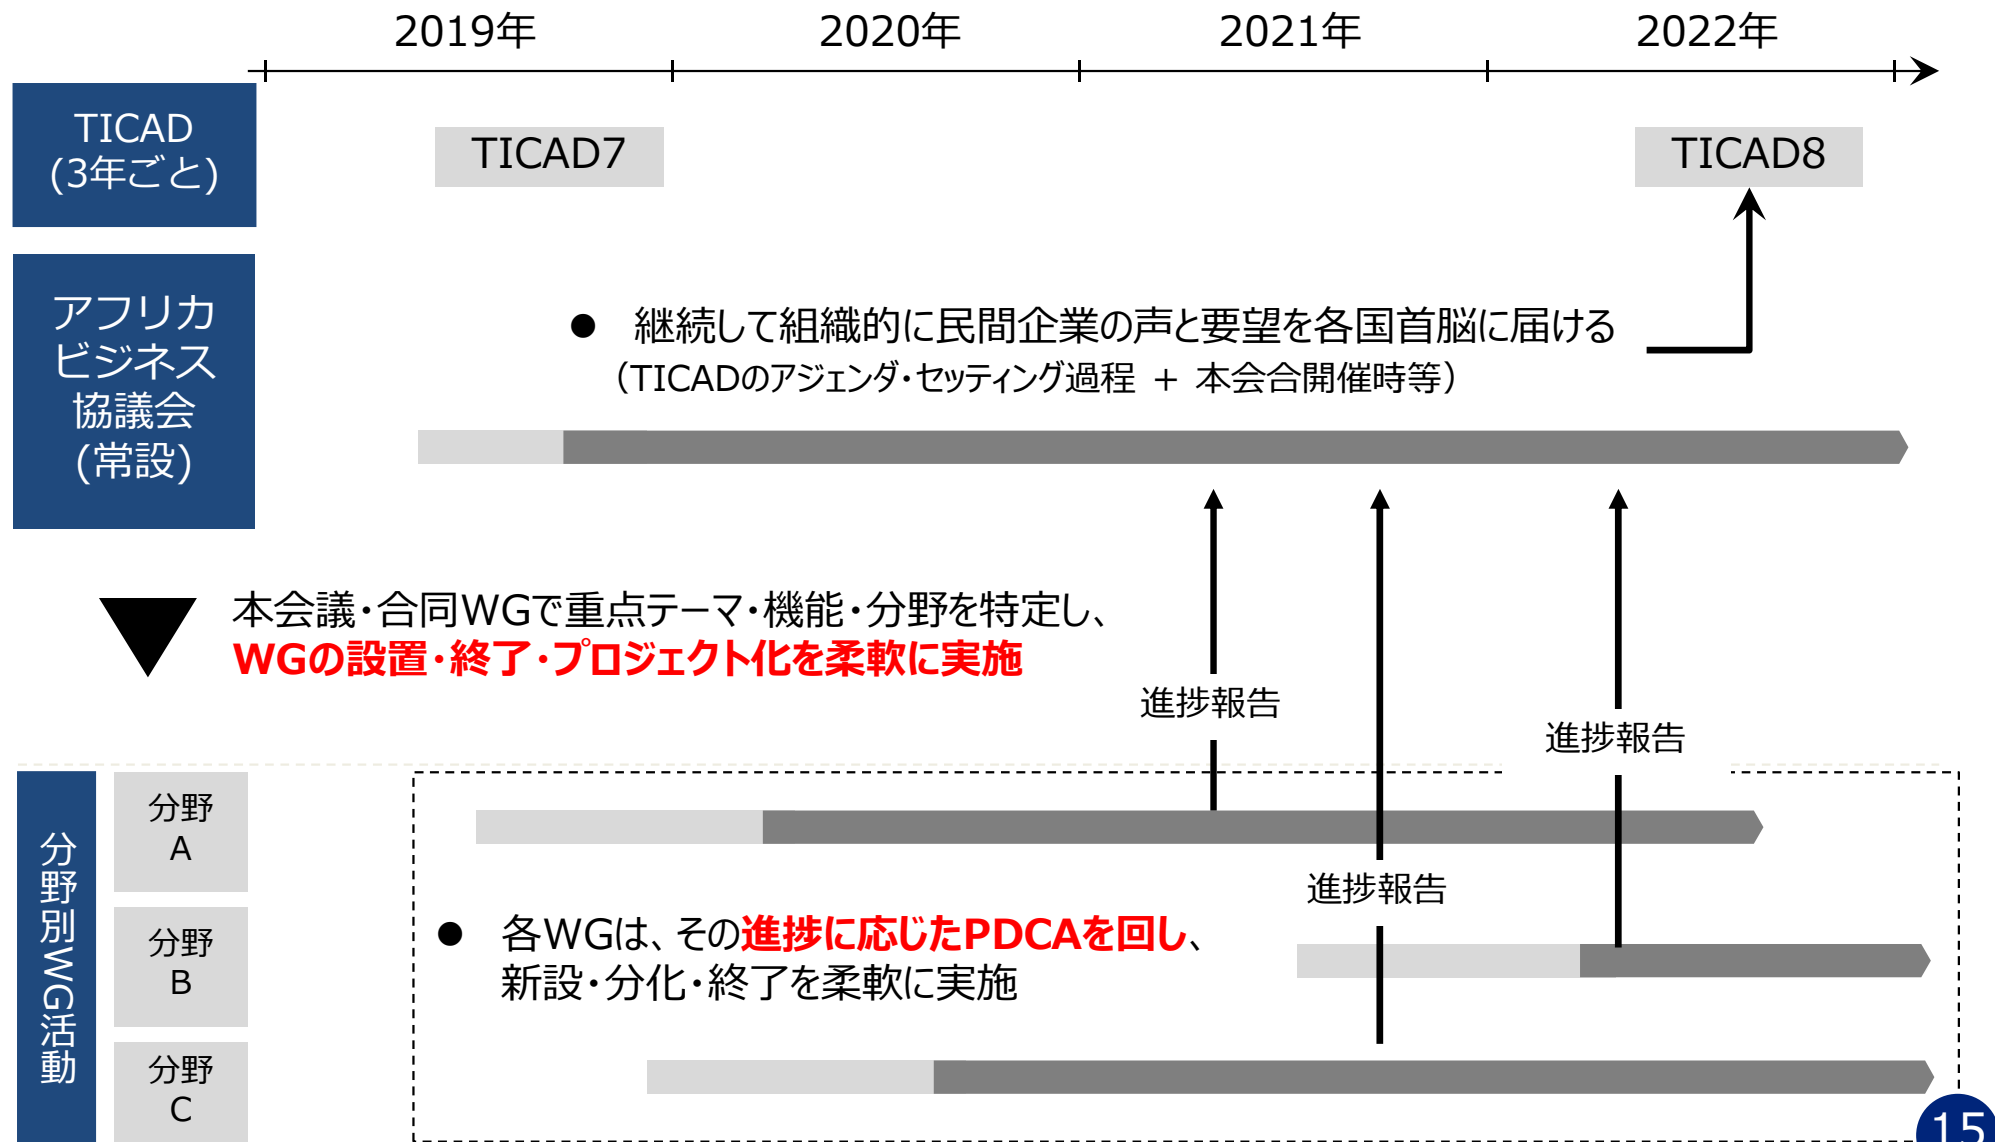 2019年
2020年
2021年
2022年
TICAD
(3年ごと)
TICAD7
TICAD8
アフリカ
ビジネス
協議会
(常設)
● 継続して組織的に民間企業の声と要望を各国首脳に届ける
（TICADのアジェンダ・セッティング過程 + 本会合開催時等）
本会議・合同WGで重点テーマ・機能・分野を特定し、
WGの設置・終了・プロジェクト化を柔軟に実施
進捗報告
進捗報告
進捗報告
分野別WG活動
分野
A
分野
B
分野
C
● 各WGは、その進捗に応じたPDCAを回し、
新設・分化・終了を柔軟に実施
15